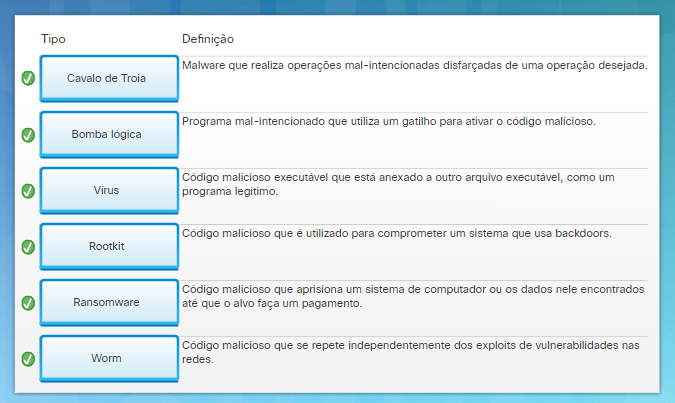 Tipo Definição
Cavalo de Troia
Malware que realiza operações mal-intencionadas disfarçadas de uma operação desejada.
Bomba lógica
Programa mal-intencionado que utiliza um gatilho para ativar o código malicioso.
Vírus
Código malicioso executável que está anexado a outro arquivo executável, como um
programa legítimo.
Rootkit
Código malicioso que é utilizado para comprometer um sistema que usa backdoors.
Ransomware
Código malicioso que aprisiona um sistema de computador ou os dados nele encontrados
até que o alvo faça um pagamento.
Worm
Código malicioso que se repete independentemente dos exploits de vulnerabilidades nas
redes.